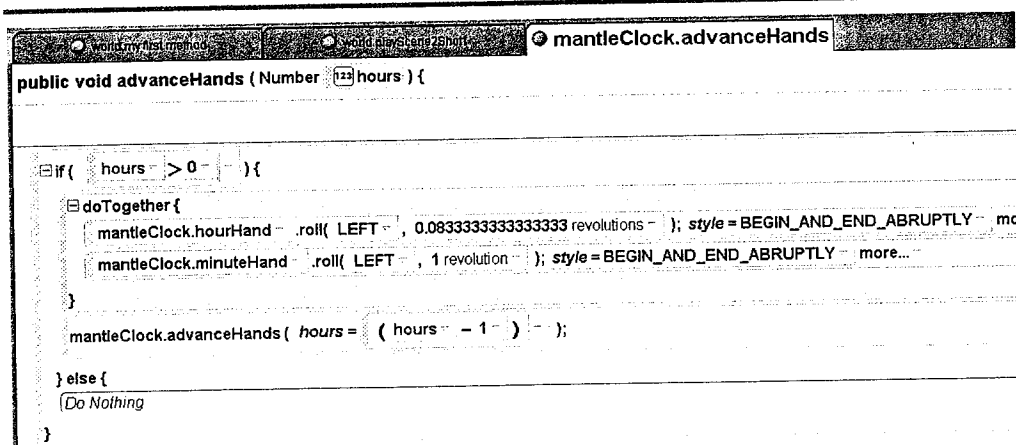 world.my first method world.playScene2Short mantleClock.advanceHands
public void advanceHands ( Number 123 hours ) {
if ( hours > 0 ) {
doTogether {
mantleClock.hourHand .roll( LEFT , 0.0833333333333333 revolutions ); style = BEGIN_AND_END_ABRUPTLY mo
mantleClock.minuteHand .roll( LEFT , 1 revolution ); style = BEGIN_AND_END_ABRUPTLY more...
}
mantleClock.advanceHands ( hours = ( hours – 1 ) );
} else {
Do Nothing
}